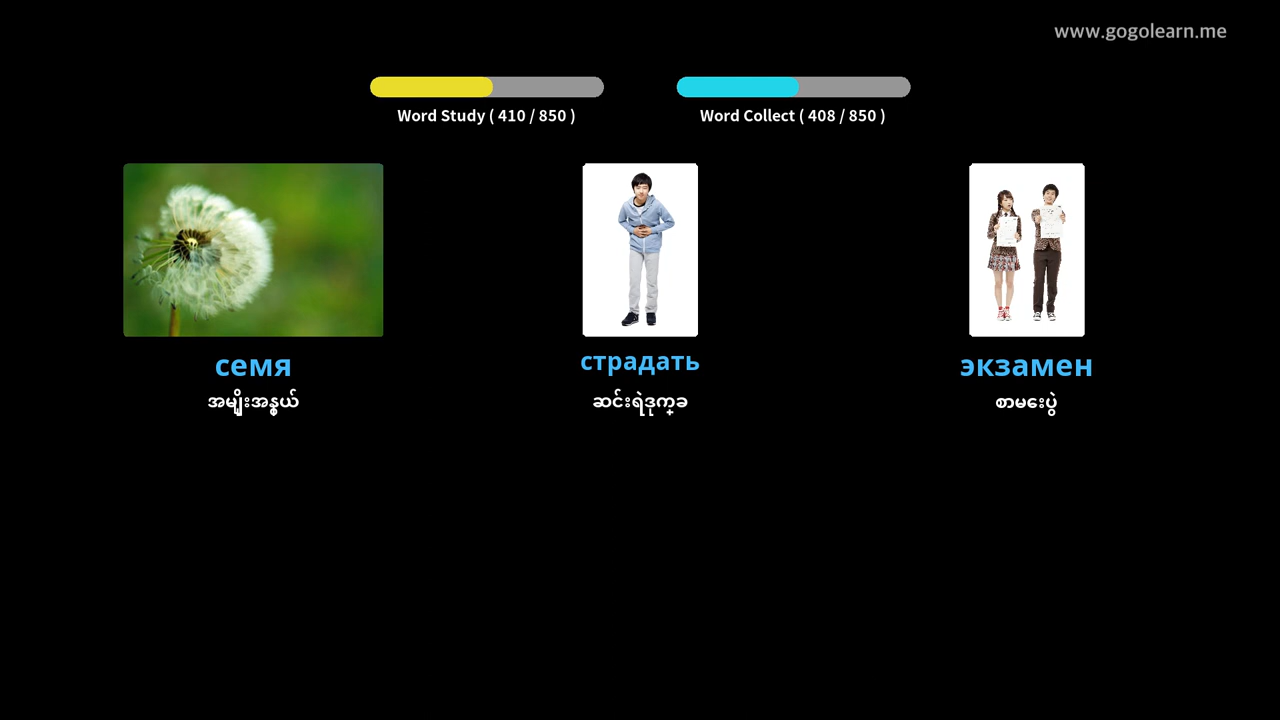 www.gogolearn.me
Word Study ( 410 / 850 )
Word Collect ( 408 / 850 )
семя
страдать
экзамен
အမျိုးအနွယ်
ဆင်းရဲဒုက္ခ
စာမေးပွဲ